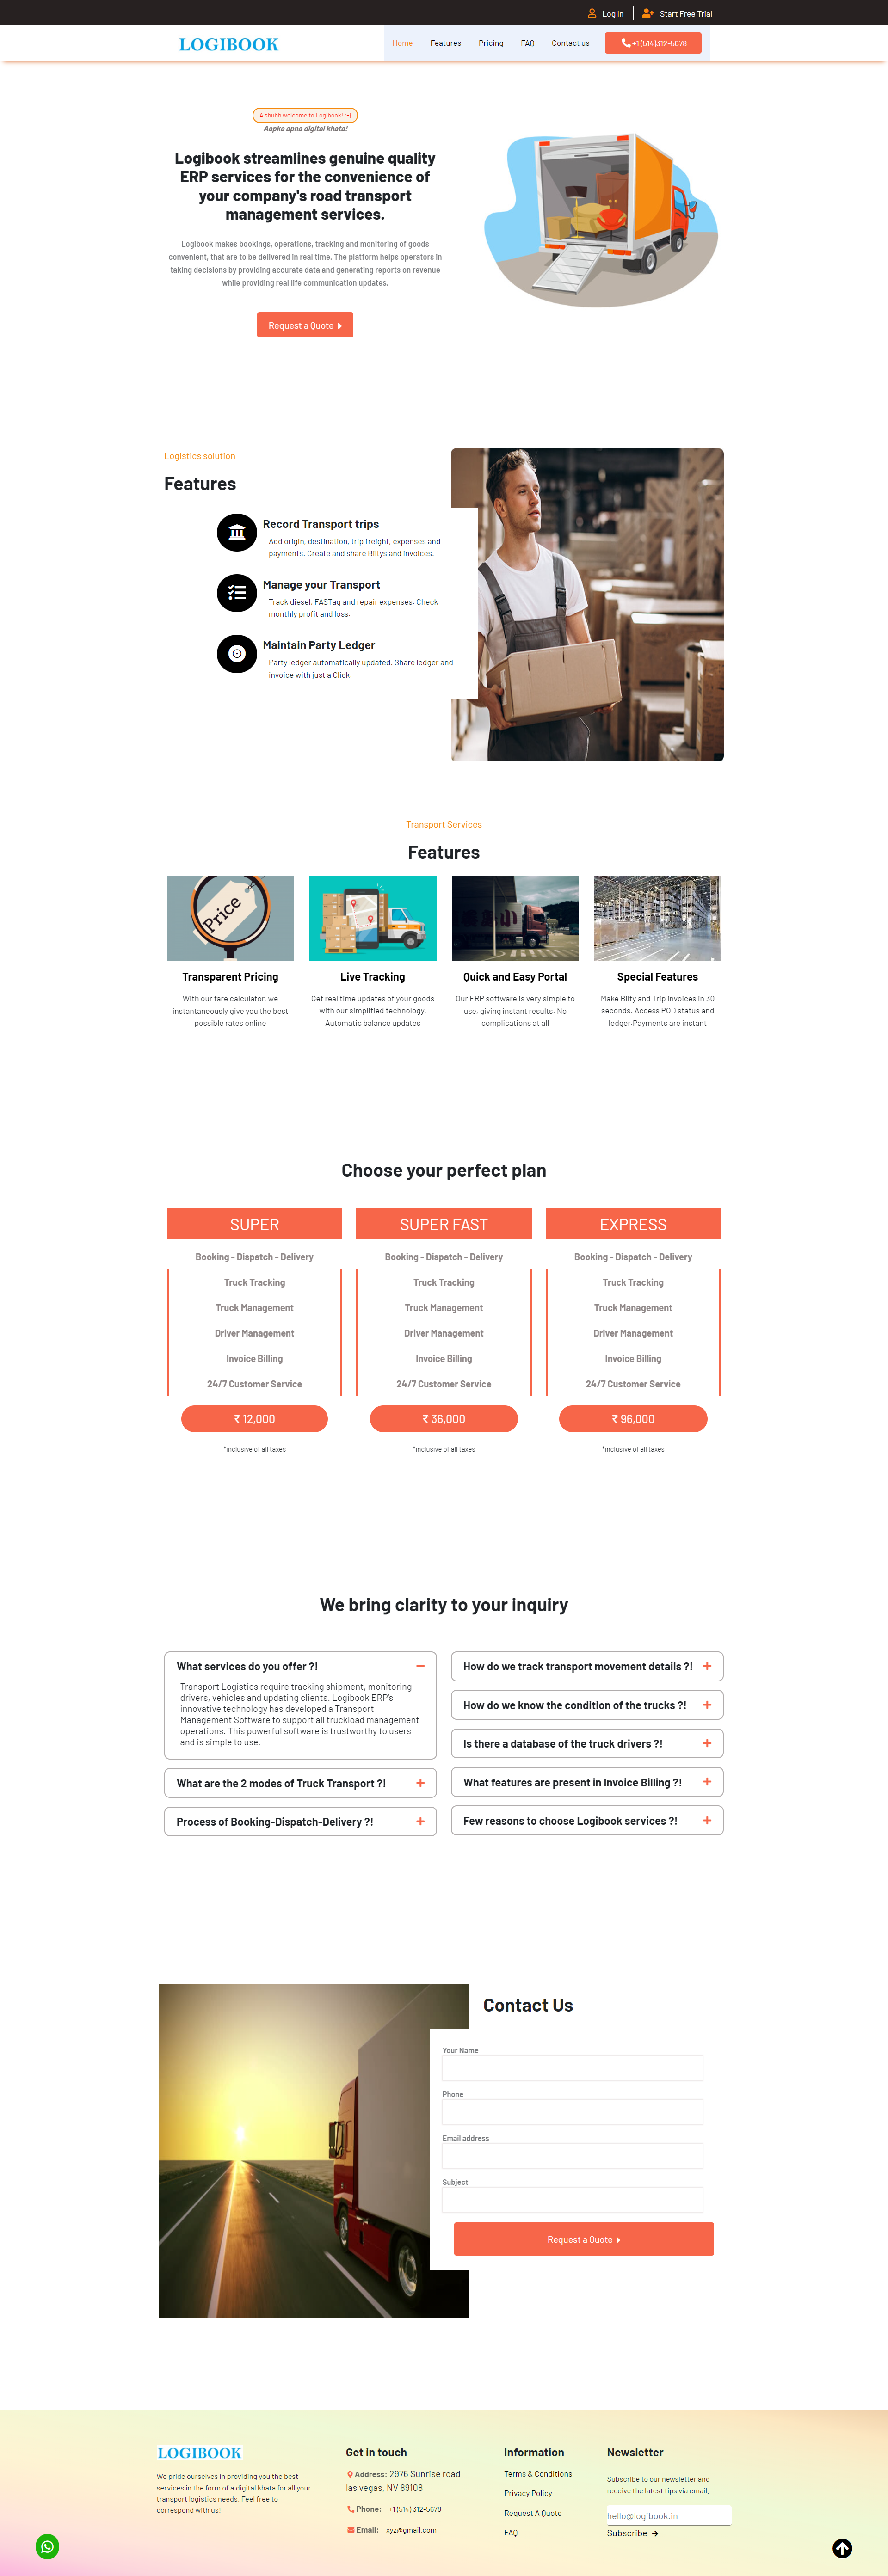 Log In
Start Free Trial
LOGIBOOK
Home
Features
Pricing
FAQ
Contact us
+1 (514)312-5678
A shubh welcome to Logibook! :-)
Aapka apna digital khata!
Logibook streamlines genuine quality
ERP services for the convenience of
your company's road transport
management services.
Logibook makes bookings, operations, tracking and monitoring of goods
convenient, that are to be delivered in real time. The platform helps operators in
taking decisions by providing accurate data and generating reports on revenue
while providing real life communication updates.
Request a Quote
Logistics solution
Features
Record Transport trips
Add origin, destination, trip freight, expenses and
payments. Create and share Biltys and invoices.
Manage your Transport
Track diesel, FASTag and repair expenses. Check
monthly profit and loss.
Maintain Party Ledger
Party ledger automatically updated. Share ledger and
invoice with just a Click.
Transport Services
Features
Price
Transparent Pricing
With our fare calculator, we
instantaneously give you the best
possible rates online
Live Tracking
Get real time updates of your goods
with our simplified technology.
Automatic balance updates
Quick and Easy Portal
Our ERP software is very simple to
use, giving instant results. No
complications at all
Special Features
Make Bilty and Trip invoices in 30
seconds. Access POD status and
ledger.Payments are instant
Choose your perfect plan
SUPER
Booking - Dispatch - Delivery
Truck Tracking
Truck Management
Driver Management
Invoice Billing
24/7 Customer Service
₹ 12,000
*inclusive of all taxes
SUPER FAST
Booking - Dispatch - Delivery
Truck Tracking
Truck Management
Driver Management
Invoice Billing
24/7 Customer Service
₹ 36,000
*inclusive of all taxes
EXPRESS
Booking - Dispatch - Delivery
Truck Tracking
Truck Management
Driver Management
Invoice Billing
24/7 Customer Service
₹ 96,000
*inclusive of all taxes
We bring clarity to your inquiry
What services do you offer ?!
Transport Logistics require tracking shipment, monitoring
drivers, vehicles and updating clients. Logibook ERP's
innovative technology has developed a Transport
Management Software to support all truckload management
operations. This powerful software is trustworthy to users
and is simple to use.
What are the 2 modes of Truck Transport ?!
Process of Booking-Dispatch-Delivery ?!
How do we track transport movement details ?!
How do we know the condition of the trucks ?!
Is there a database of the truck drivers ?!
What features are present in Invoice Billing ?!
Few reasons to choose Logibook services ?!
Contact Us
Your Name
Phone
Email address
Subject
Request a Quote
LOGIBOOK
We pride ourselves in providing you the best
services in the form of a digital khata for all your
transport logistics needs. Feel free to
correspond with us!
Get in touch
Address: 2976 Sunrise road
las vegas, NV 89108
Phone: +1 (514) 312-5678
Email: xyz@gmail.com
Information
Terms & Conditions
Privacy Policy
Request A Quote
FAQ
Newsletter
Subscribe to our newsletter and
receive the latest tips via email.
hello@logibook.in
Subscribe